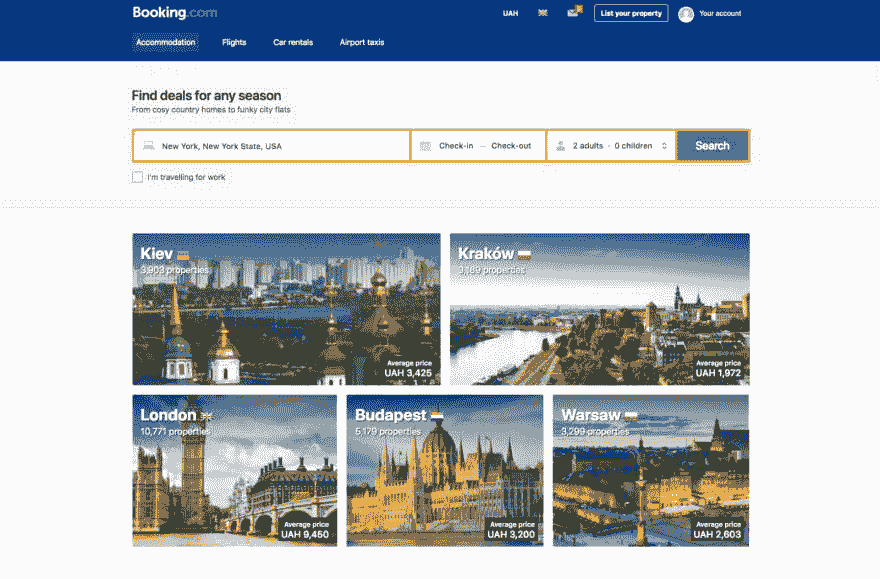 Booking.com
UAH
List your property
Your account
Accommodation
Flights
Car rentals
Airport taxis
Find deals for any season
From cosy country homes to funky city flats
New York, New York State, USA
Check-in — Check-out
2 adults · 0 children
Search
I'm travelling for work
Kiev
3,903 properties
Average price
UAH 3,425
Kraków
3,189 properties
Average price
UAH 1,972
London
10,771 properties
Average price
UAH 9,450
Budapest
5,179 properties
Average price
UAH 3,200
Warsaw
3,299 properties
Average price
UAH 2,603